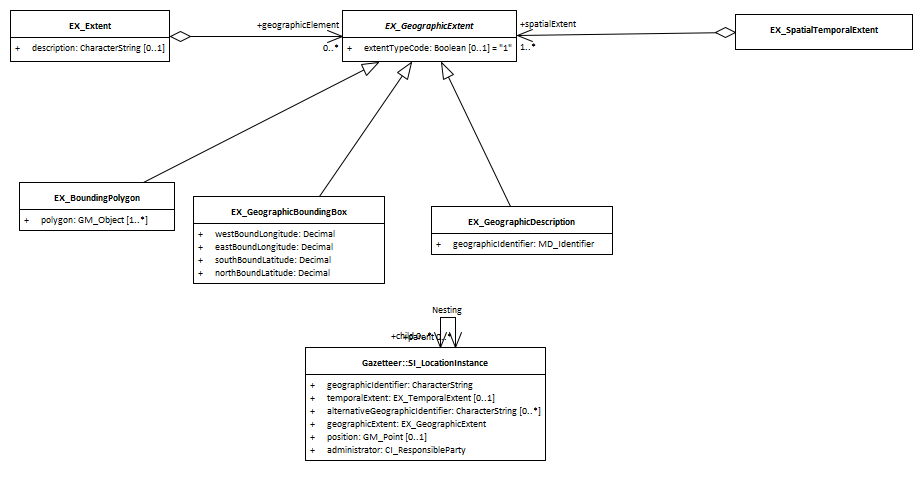 EX_Extent
+ description: CharacterString [0..1]
+geographicElement
0..*
EX_GeographicExtent
+ extentTypeCode: Boolean [0..1] = "1"
+spatialExtent
1..*
EX_SpatialTemporalExtent
EX_BoundingPolygon
+ polygon: GM_Object [1..*]
EX_GeographicBoundingBox
+ westBoundLongitude: Decimal
+ eastBoundLongitude: Decimal
+ southBoundLatitude: Decimal
+ northBoundLatitude: Decimal
EX_GeographicDescription
+ geographicIdentifier: MD_Identifier
Nesting
+child 0..*
+parent 0..*
Gazetteer::SI_LocationInstance
+ geographicIdentifier: CharacterString
+ temporalExtent: EX_TemporalExtent [0..1]
+ alternativeGeographicIdentifier: CharacterString [0..*]
+ geographicExtent: EX_GeographicExtent
+ position: GM_Point [0..1]
+ administrator: CI_ResponsibleParty